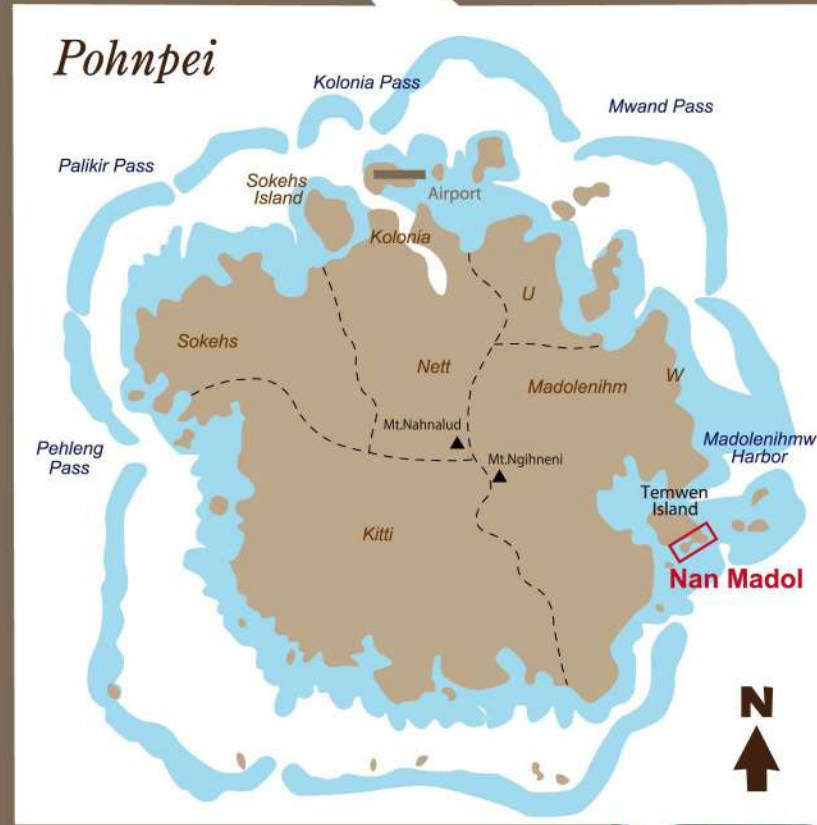 Pohnpei
Kolonia Pass
Mwand Pass
Palikir Pass
Sokehs
Island
Airport
Kolonia
U
Sokehs
Nett
Madolenihm
W
Mt.Nahnalud
Pehleng
Pass
Mt.Ngihneni
Madolenihmw
Harbor
Temwen
Island
Kitti
Nan Madol
N